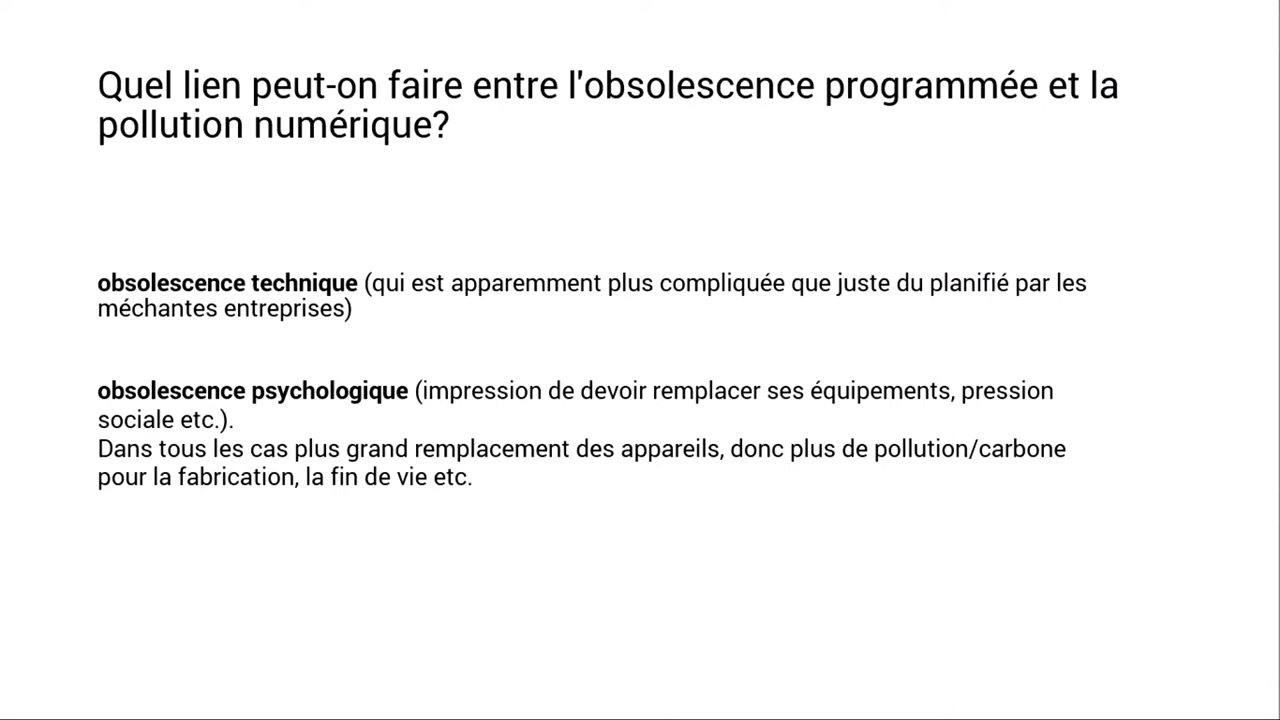 Quel lien peut-on faire entre l'obsolescence programmée et la
pollution numérique?
obsolescence technique (qui est apparemment plus compliquée que juste du planifié par les
méchantes entreprises)
obsolescence psychologique (impression de devoir remplacer ses équipements, pression
sociale etc.).
Dans tous les cas plus grand remplacement des appareils, donc plus de pollution/carbone
pour la fabrication, la fin de vie etc.